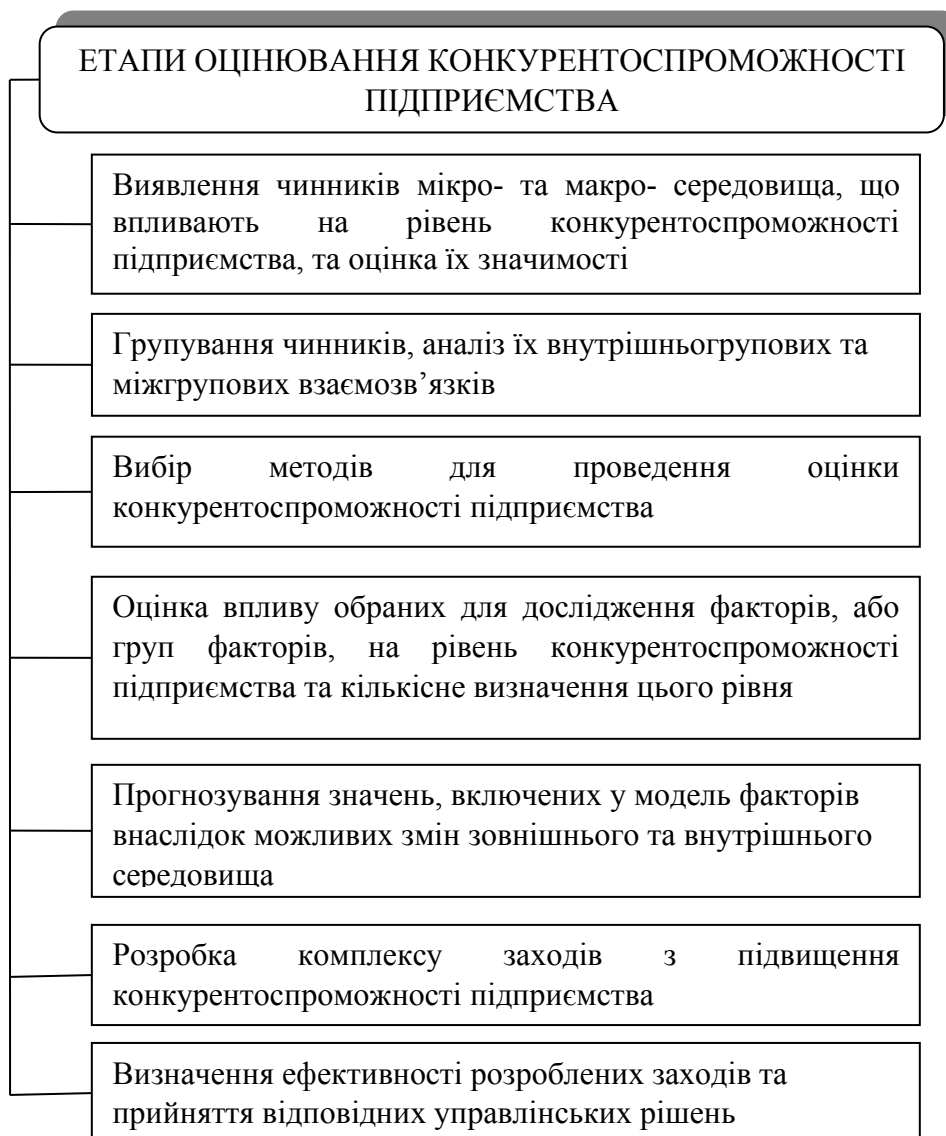 ЕТАПИ ОЦІНЮВАННЯ КОНКУРЕНТОСПРОМОЖНОСТІ
ПІДПРИЄМСТВА
Виявлення чинників мікро- та макро- середовища, що
впливають на рівень конкурентоспроможності
підприємства, та оцінка їх значимості
Групування чинників, аналіз їх внутрішньогрупових та
міжгрупових взаємозв’язків
Вибір методів для проведення оцінки
конкурентоспроможності підприємства
Оцінка впливу обраних для дослідження факторів, або
груп факторів, на рівень конкурентоспроможності
підприємства та кількісне визначення цього рівня
Прогнозування значень, включених у модель факторів
внаслідок можливих змін зовнішнього та внутрішнього
середовища
Розробка комплексу заходів з підвищення
конкурентоспроможності підприємства
Визначення ефективності розроблених заходів та
прийняття відповідних управлінських рішень